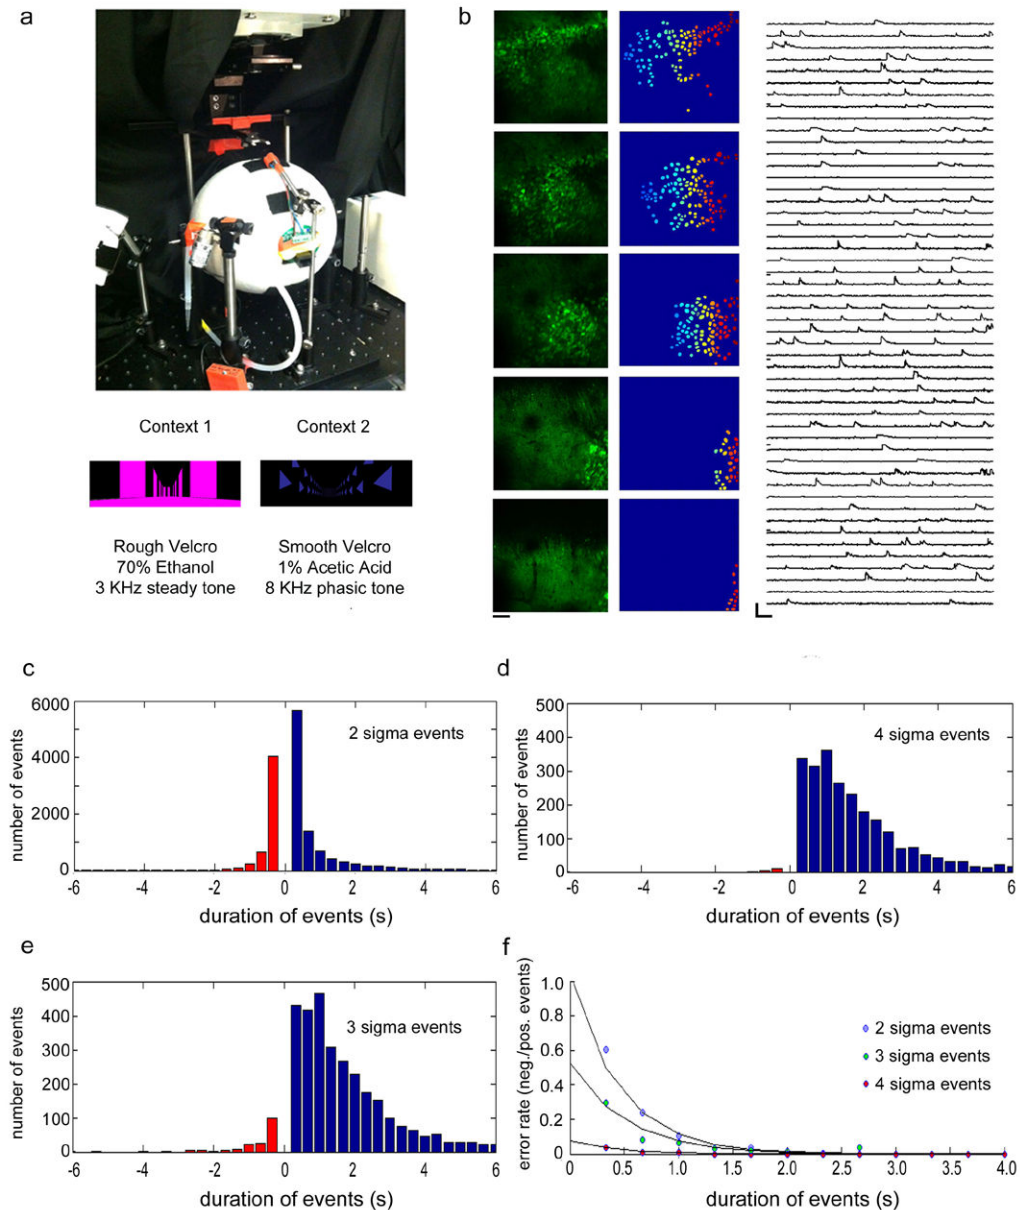 a
b
Context 1
Context 2
Rough Velcro
70% Ethanol
3 KHz steady tone
Smooth Velcro
1% Acetic Acid
8 KHz phasic tone
c
number of events
6000
4000
2000
0
2 sigma events
-6 -4 -2 0 2 4 6
duration of events (s)
d
number of events
500
400
300
200
100
0
4 sigma events
-6 -4 -2 0 2 4 6
duration of events (s)
e
number of events
500
400
300
200
100
0
3 sigma events
-6 -4 -2 0 2 4 6
duration of events (s)
f
error rate (neg./pos. events)
1.0
0.8
0.6
0.4
0.2
0
2 sigma events
3 sigma events
4 sigma events
0 0.5 1.0 1.5 2.0 2.5 3.0 3.5 4.0
duration of events (s)